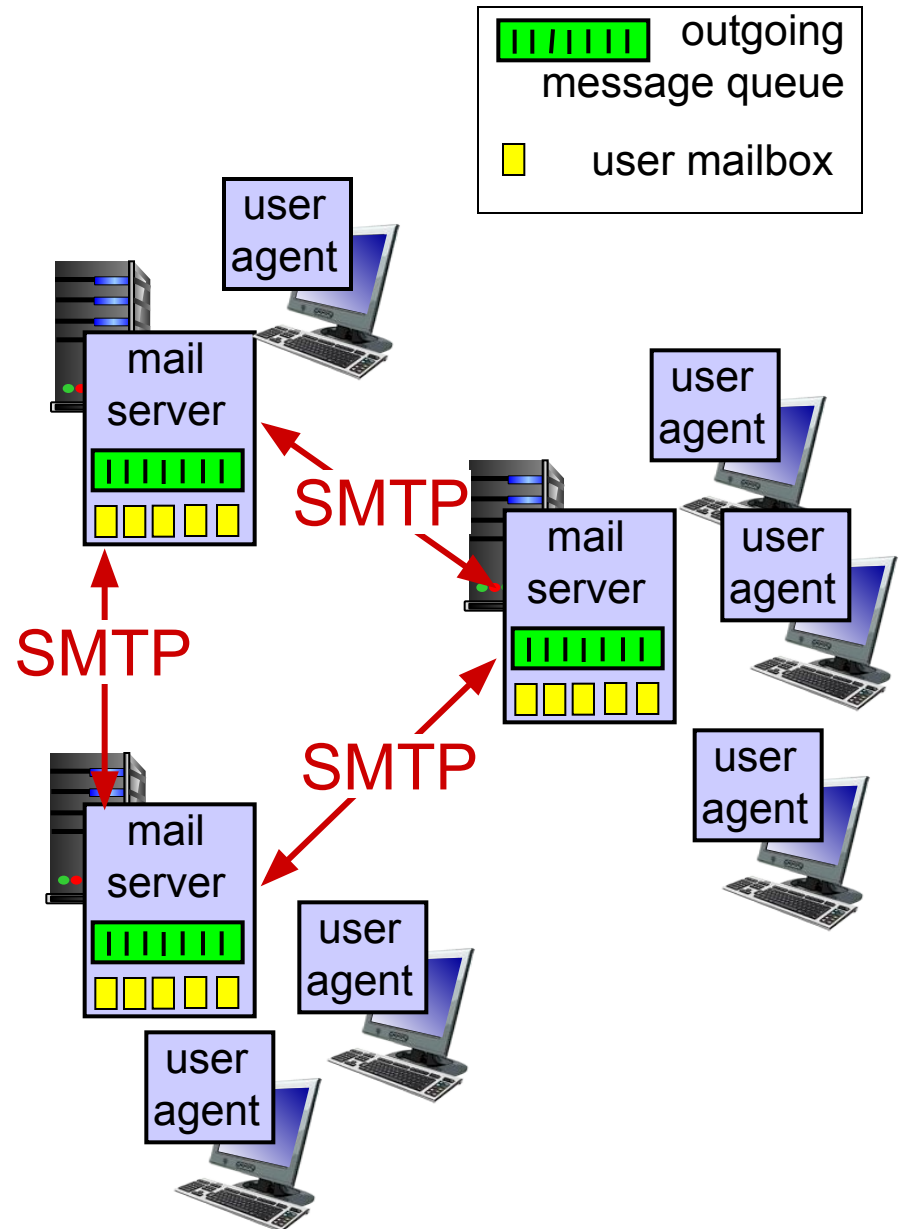 outgoing
message queue
user mailbox
user
agent
mail
server
user
agent
SMTP
mail
server
user
agent
SMTP
SMTP
user
agent
mail
server
user
agent
user
agent